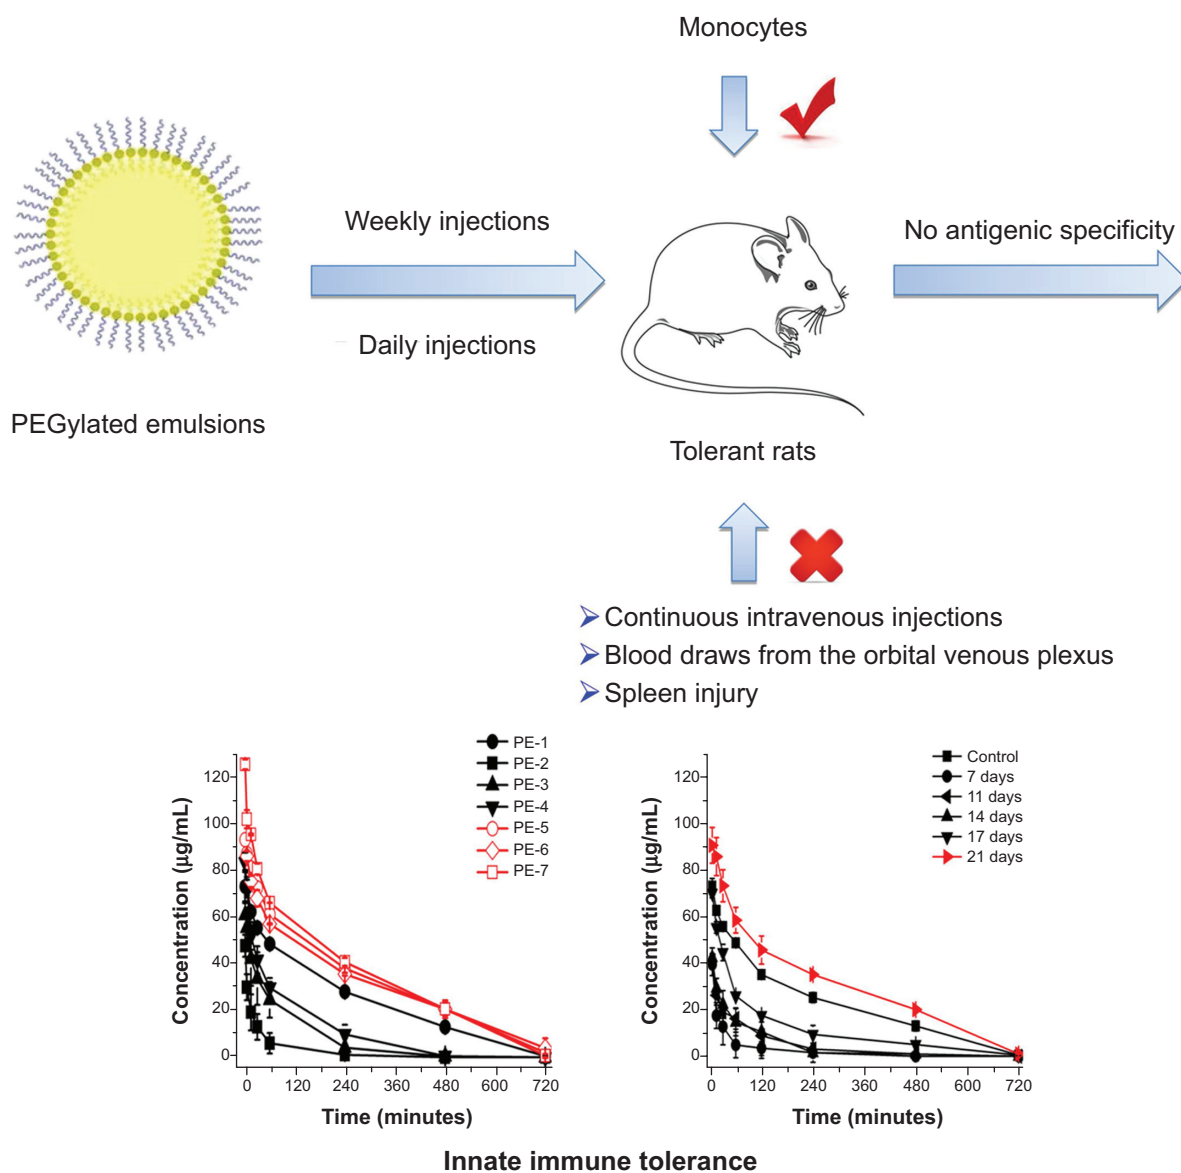 Monocytes
Weekly injections
No antigenic specificity
Daily injections
PEGylated emulsions
Tolerant rats
Continuous intravenous injections
Blood draws from the orbital venous plexus
Spleen injury
PE-1
PE-2
PE-3
PE-4
PE-5
PE-6
PE-7
120
100
80
60
40
20
0
Concentration (µg/mL)
0 120 240 360 480 600 720
Time (minutes)
Control
7 days
11 days
14 days
17 days
21 days
120
100
80
60
40
20
0
Concentration (µg/mL)
0 120 240 360 480 600 720
Time (minutes)
Innate immune tolerance